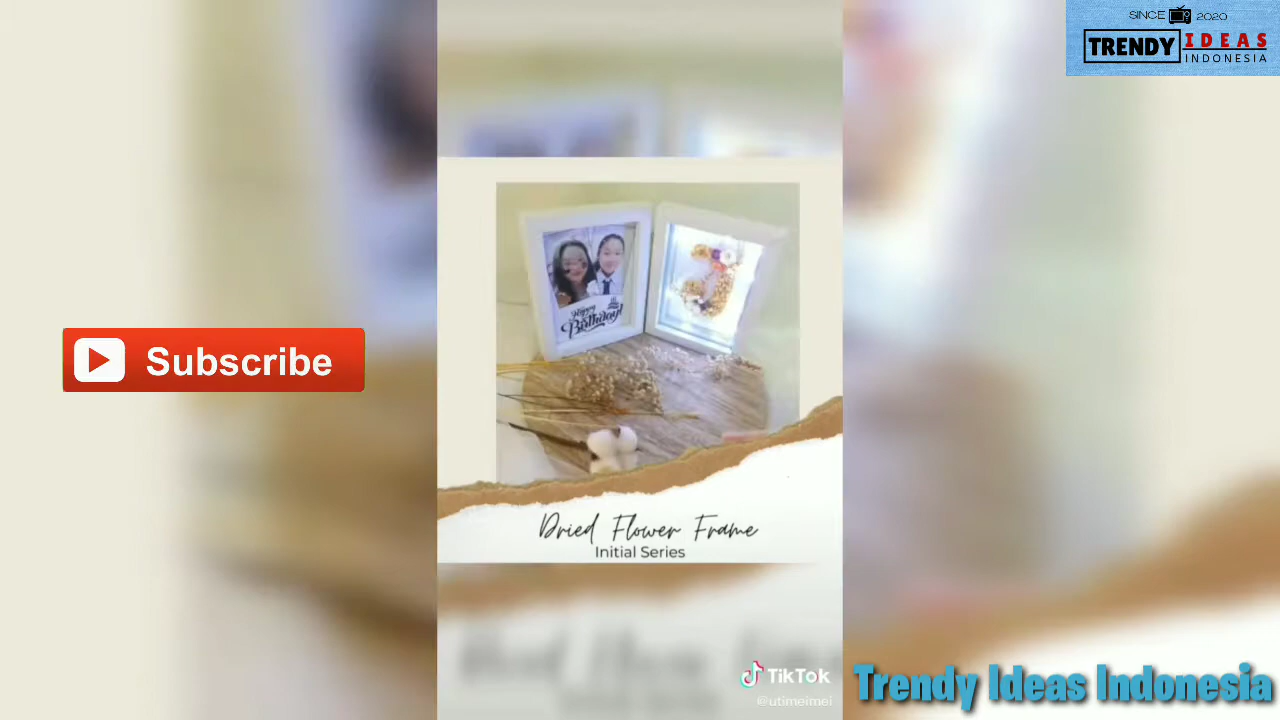 SINCE 2020
TRENDY IDEAS
INDONESIA
Happy
Birthday!
Subscribe
Dried Flower Frame
Initial Series
TikTok
@utimeimei
Trendy Ideas Indonesia